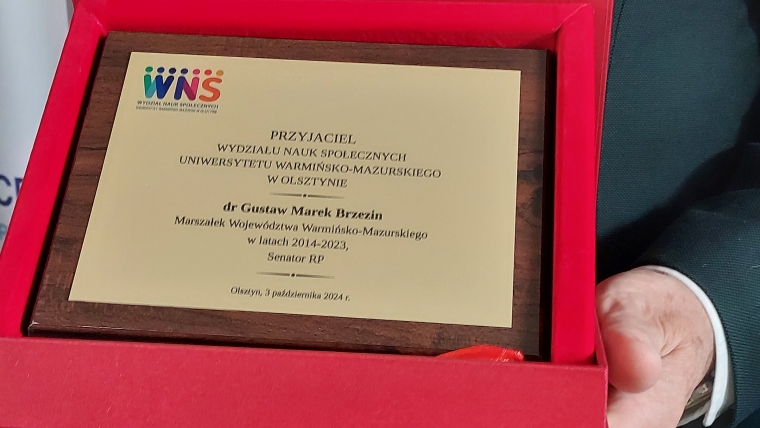 WNS
WYDZIAŁ NAUK SPOŁECZNYCH
PRZYJACIEL
WYDZIAŁU NAUK SPOŁECZNYCH
UNIWERSYTETU WARMIŃSKO-MAZURSKIEGO
W OLSZTYNIE
dr Gustaw Marek Brzezin
Marszałek Województwa Warmińsko-Mazurskiego
w latach 2014-2023,
Senator RP
Olsztyn, 3 października 2024 r.